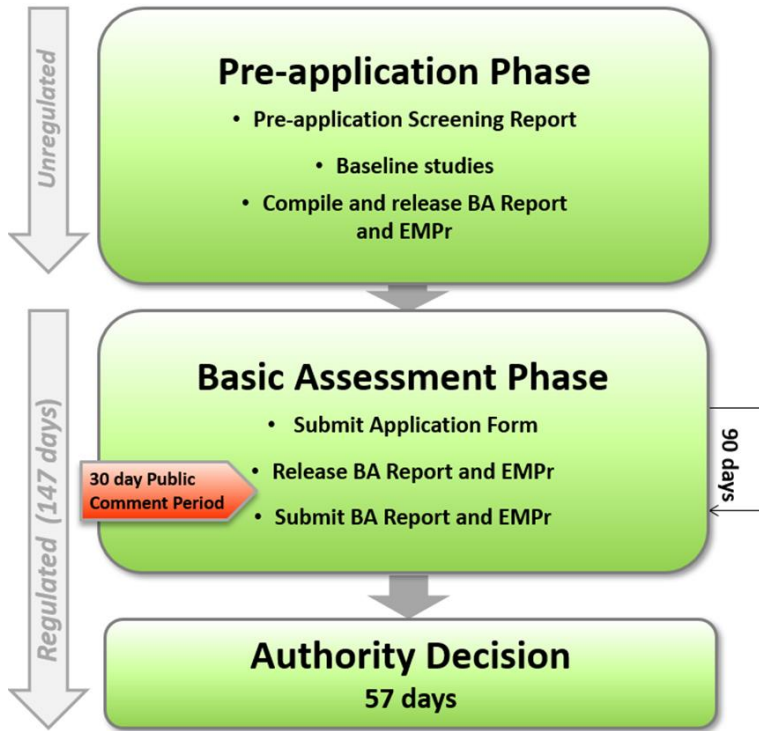 Unregulated
Pre-application Phase
• Pre-application Screening Report
• Baseline studies
• Compile and release BA Report
and EMPr
Regulated (147 days)
Basic Assessment Phase
• Submit Application Form
30 day Public
Comment Period
• Release BA Report and EMPr
• Submit BA Report and EMPr
90 days
Authority Decision
57 days